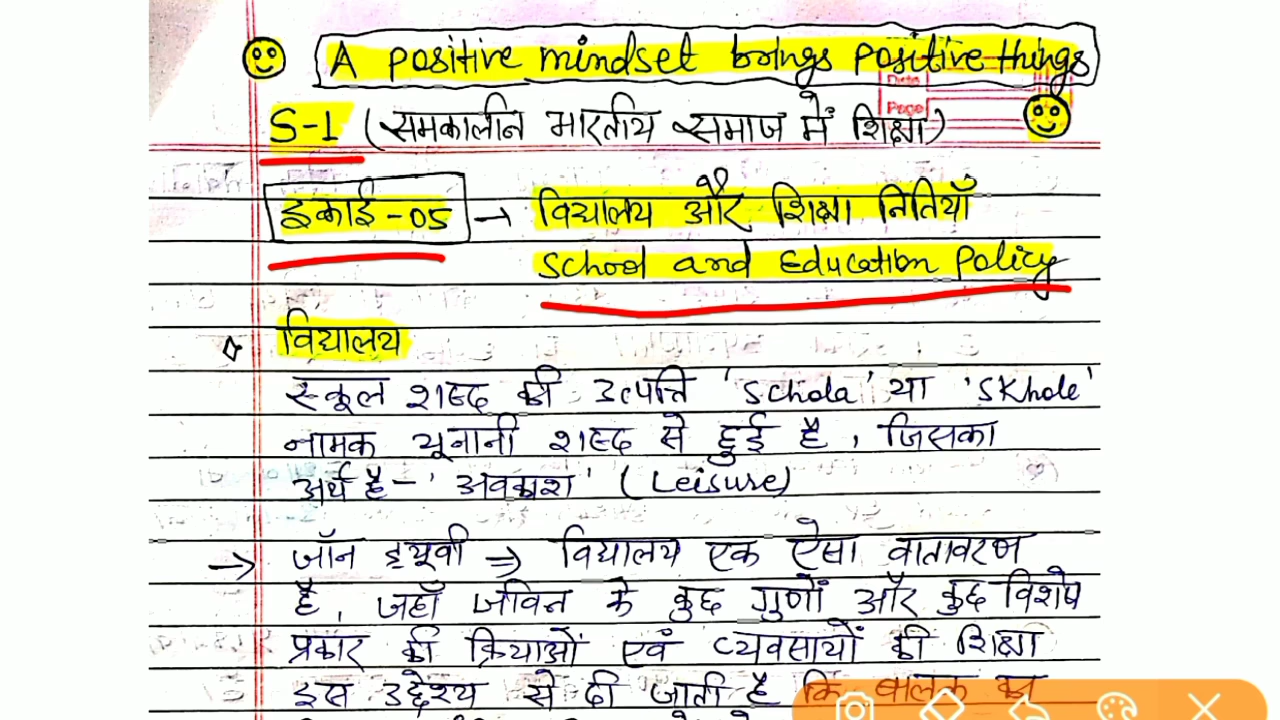 A positive mindset brings positive things
Date
Page
S-1 (समकालीन भारतीय समाज में शिक्षा)
इकाई-05 → विद्यालय और शिक्षा नितियाँ
School and Education Policy
विद्यालय
स्कूल शब्द की उत्पत्ति 'Schola' या 'Skhole'
नामक यूनानी शब्द से हुई है, जिसका
अर्थ है- 'अवकाश' (Leisure)
→ जॉन ड्यूवी ⇒ विद्यालय एक ऐसा वातावरण
है, जहाँ जीवन के कुछ गुणों और कुछ विशेष
प्रकार की क्रियाओं एवं व्यवसायों की शिक्षा
इस उद्देश्य से दी जाती है कि बालक का